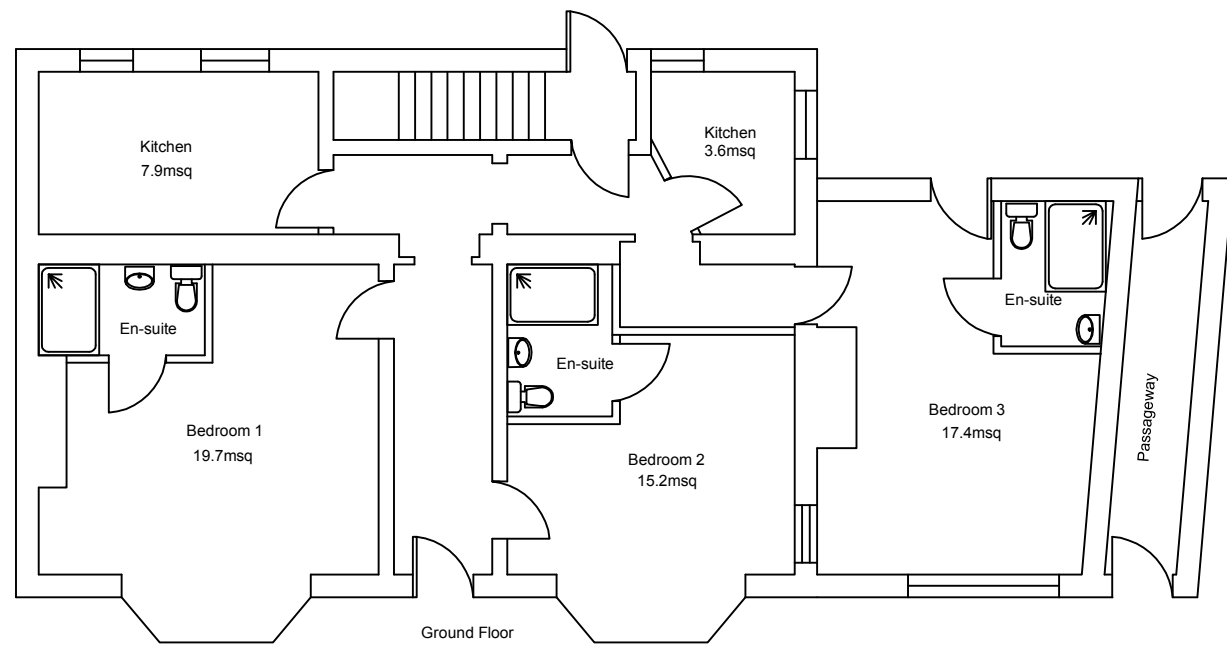 Kitchen
7.9msq
Kitchen
3.6msq
En-suite
En-suite
En-suite
Bedroom 1
19.7msq
Bedroom 2
15.2msq
Bedroom 3
17.4msq
Passageway
Ground Floor